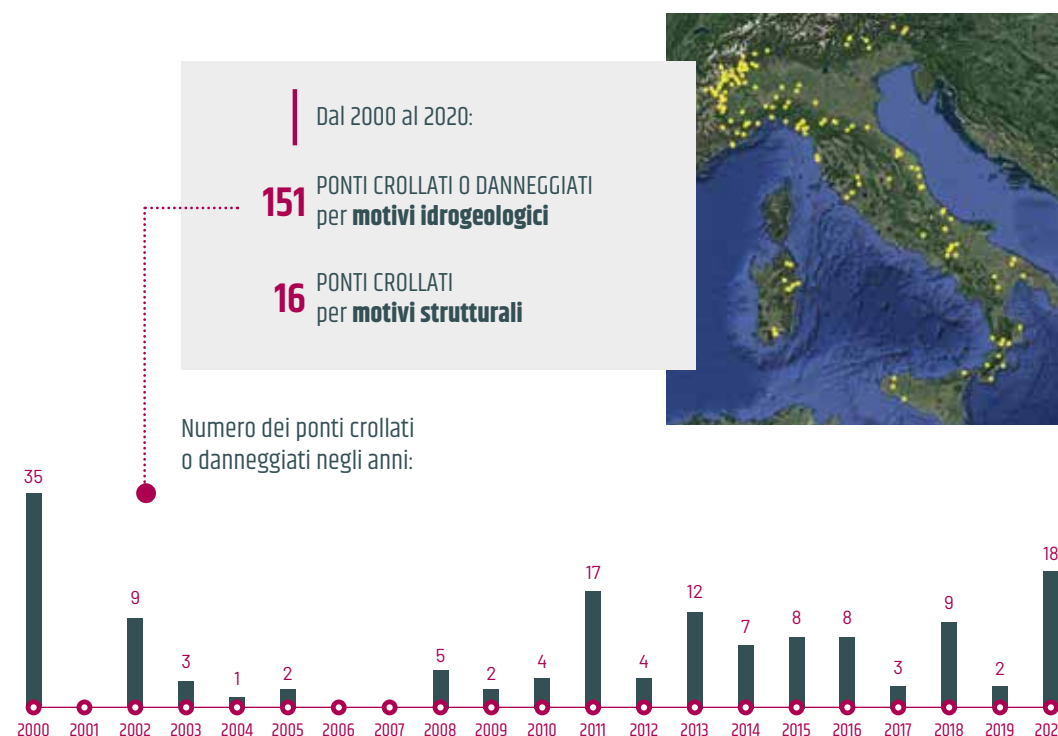 Dal 2000 al 2020:
151 PONTI CROLLATI O DANNEGGIATI
per motivi idrogeologici
16 PONTI CROLLATI
per motivi strutturali
Numero dei ponti crollati
o danneggiati negli anni:
35
9
3
1
2
5
2
4
17
4
12
7
8
8
3
9
2
18
2000 2001 2002 2003 2004 2005 2006 2007 2008 2009 2010 2011 2012 2013 2014 2015 2016 2017 2018 2019 202